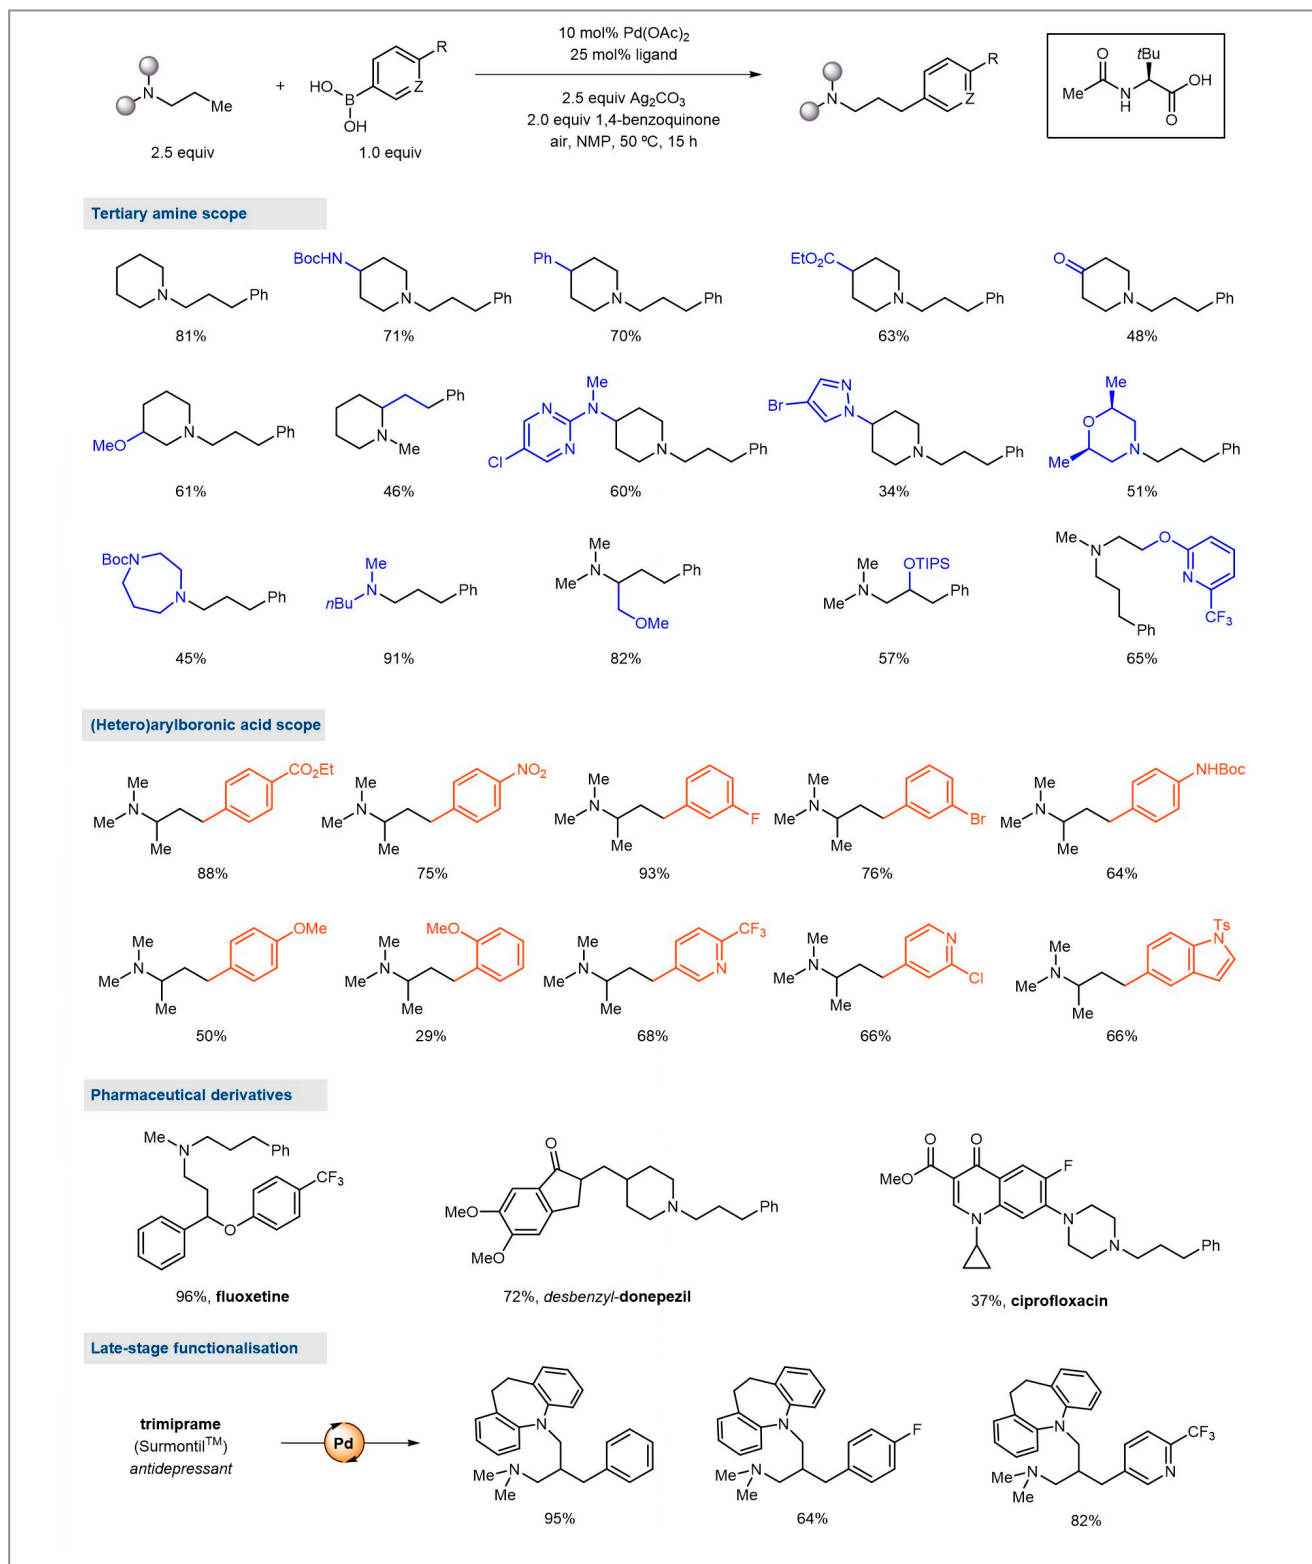 10 mol% Pd(OAc)2
25 mol% ligand
2.5 equiv Ag2CO3
2.0 equiv 1,4-benzoquinone
air, NMP, 50 ºC, 15 h
N
Me
+
HO
B
OH
Z
R
N
Z
R
Me
O
N
H
tBu
OH
O
2.5 equiv
1.0 equiv
Tertiary amine scope
N
Ph
81%
BocHN
N
Ph
71%
Ph
N
Ph
70%
EtO2C
N
Ph
63%
O
N
Ph
48%
MeO
N
Ph
61%
Ph
N
Me
46%
Me
N
N
N
Cl
N
Ph
60%
Br
N
N
N
Ph
34%
Me
O
Me
N
Ph
51%
BocN
N
Ph
45%
Me
N
nBu
Ph
91%
Me
N
Me
Ph
OMe
82%
Me
N
Me
OTIPS
Ph
57%
Me
N
O
N
CF3
Ph
65%
(Hetero)arylboronic acid scope
Me
N
Me
Me
CO2Et
88%
Me
N
Me
Me
NO2
75%
Me
N
Me
Me
F
93%
Me
N
Me
Me
Br
76%
Me
N
Me
Me
NHBoc
64%
Me
N
Me
Me
OMe
50%
Me
N
Me
Me
MeO
29%
Me
N
Me
Me
CF3
N
68%
Me
N
Me
Me
N
Cl
66%
Me
N
Me
Me
Ts
N
66%
Pharmaceutical derivatives
Me
N
Ph
CF3
O
96%, fluoxetine
O
MeO
MeO
N
Ph
72%, desbenzyl-donepezil
O
O
MeO
F
N
N
N
Ph
37%, ciprofloxacin
Late-stage functionalisation
trimiprame
(Surmontil™)
antidepressant
Pd
N
Me
N
Me
95%
N
Me
N
Me
F
64%
N
Me
N
Me
CF3
N
82%